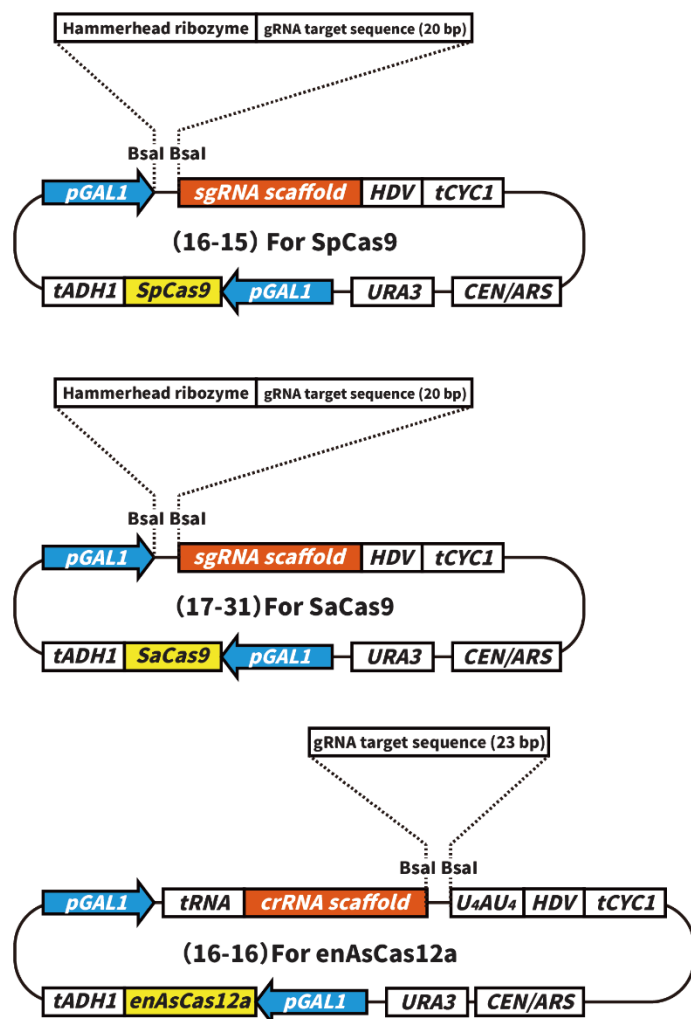 Hammerhead ribozyme gRNA target sequence (20 bp)
BsaI BsaI
pGAL1 sgRNA scaffold HDV tCYC1
(16-15) For SpCas9
tADH1 SpCas9 pGAL1 URA3 CEN/ARS
Hammerhead ribozyme gRNA target sequence (20 bp)
BsaI BsaI
pGAL1 sgRNA scaffold HDV tCYC1
(17-31)For SaCas9
tADH1 SaCas9 pGAL1 URA3 CEN/ARS
gRNA target sequence (23 bp)
BsaI BsaI
pGAL1 tRNA crRNA scaffold U₄AU₄ HDV tCYC1
(16-16)For enAsCas12a
tADH1 enAsCas12a pGAL1 URA3 CEN/ARS